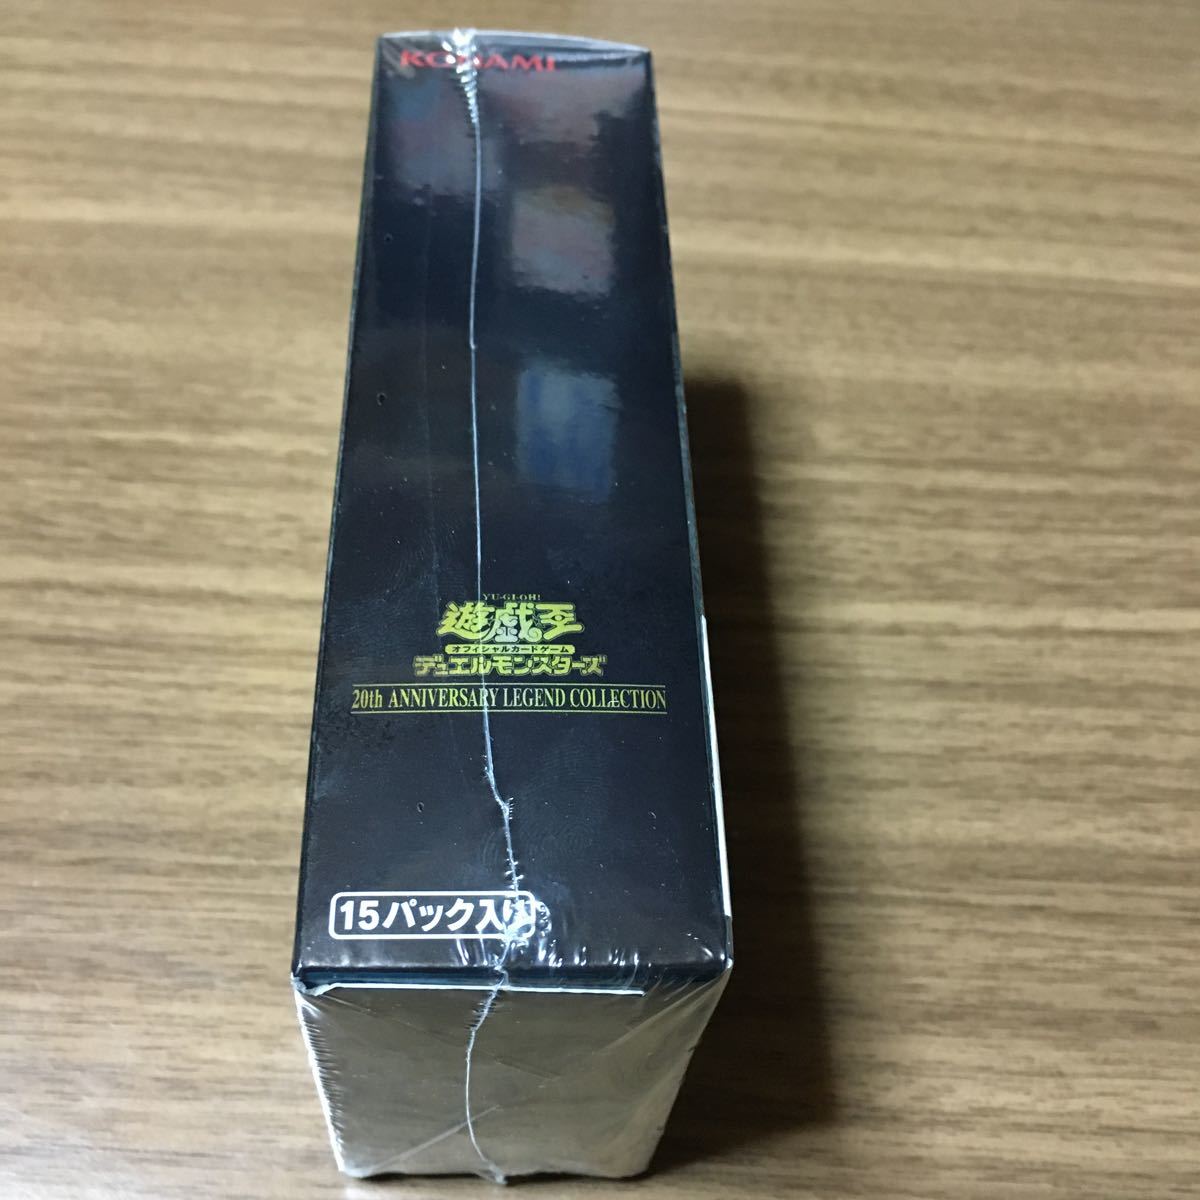 KONAMI
YU-GI-OH!
遊戯王
オフィシャルカードゲーム
デュエルモンスターズ
20th ANNIVERSARY LEGEND COLLECTION
15パック入り